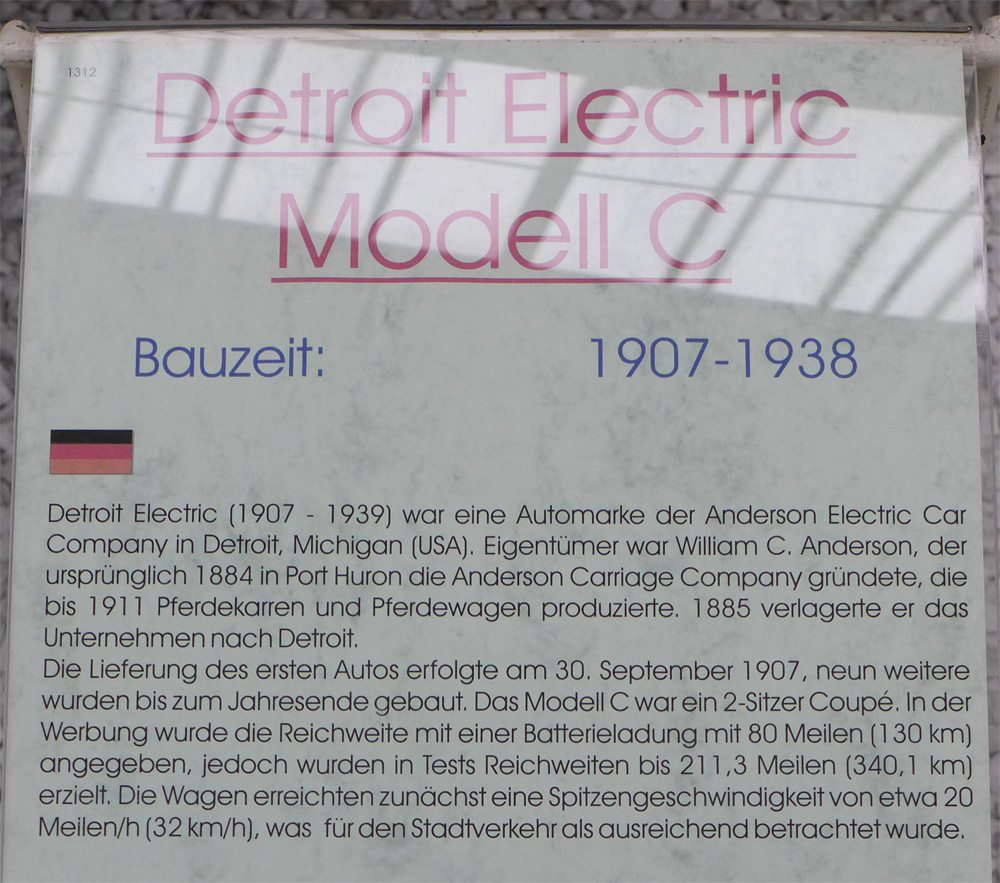 1312
Detroit Electric
Modell C
Bauzeit: 1907-1938
Detroit Electric (1907 - 1939) war eine Automarke der Anderson Electric Car
Company in Detroit, Michigan (USA). Eigentümer war William C. Anderson, der
ursprünglich 1884 in Port Huron die Anderson Carriage Company gründete, die
bis 1911 Pferdekarren und Pferdewagen produzierte. 1885 verlagerte er das
Unternehmen nach Detroit.
Die Lieferung des ersten Autos erfolgte am 30. September 1907, neun weitere
wurden bis zum Jahresende gebaut. Das Modell C war ein 2-Sitzer Coupé. In der
Werbung wurde die Reichweite mit einer Batterieladung mit 80 Meilen (130 km)
angegeben, jedoch wurden in Tests Reichweiten bis 211,3 Meilen (340,1 km)
erzielt. Die Wagen erreichten zunächst eine Spitzengeschwindigkeit von etwa 20
Meilen/h (32 km/h), was für den Stadtverkehr als ausreichend betrachtet wurde.